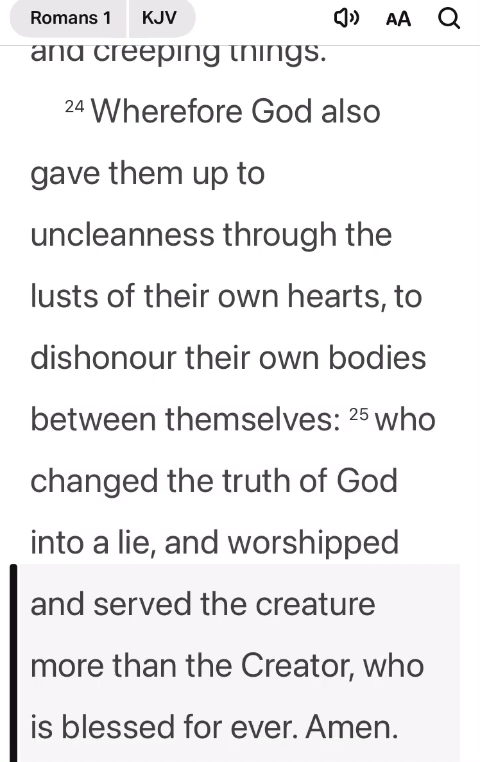 Romans 1 KJV AA
and creeping things.
24 Wherefore God also
gave them up to
uncleanness through the
lusts of their own hearts, to
dishonour their own bodies
between themselves: 25 who
changed the truth of God
into a lie, and worshipped
and served the creature
more than the Creator, who
is blessed for ever. Amen.